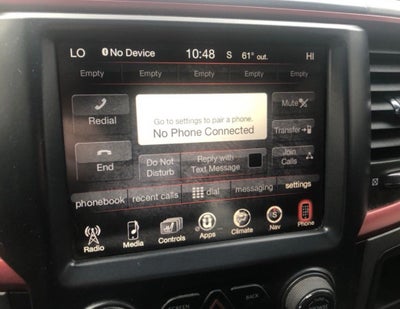 LO No Device 10:48 S 61° out. HI
Empty Empty Empty Empty Empty
Redial
Go to settings to pair a phone.
No Phone Connected
Mute
Transfer
End
Do Not
Disturb
Reply with
Text Message
Join
Calls
phonebook recent calls dial messaging settings
Radio Media Controls Apps Climate Nav Phone
SCREEN
BACK